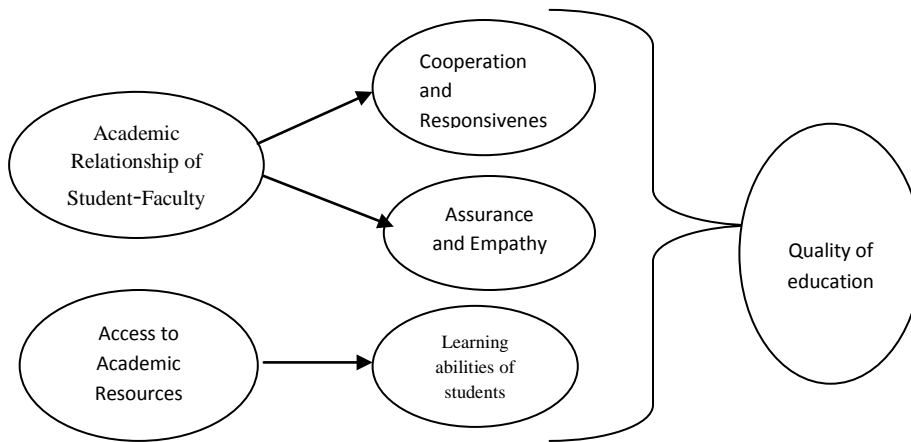 Academic
Relationship of
Student-Faculty
Cooperation
and
Responsivenes
Assurance
and Empathy
Access to
Academic
Resources
Learning
abilities of
students
Quality of
education